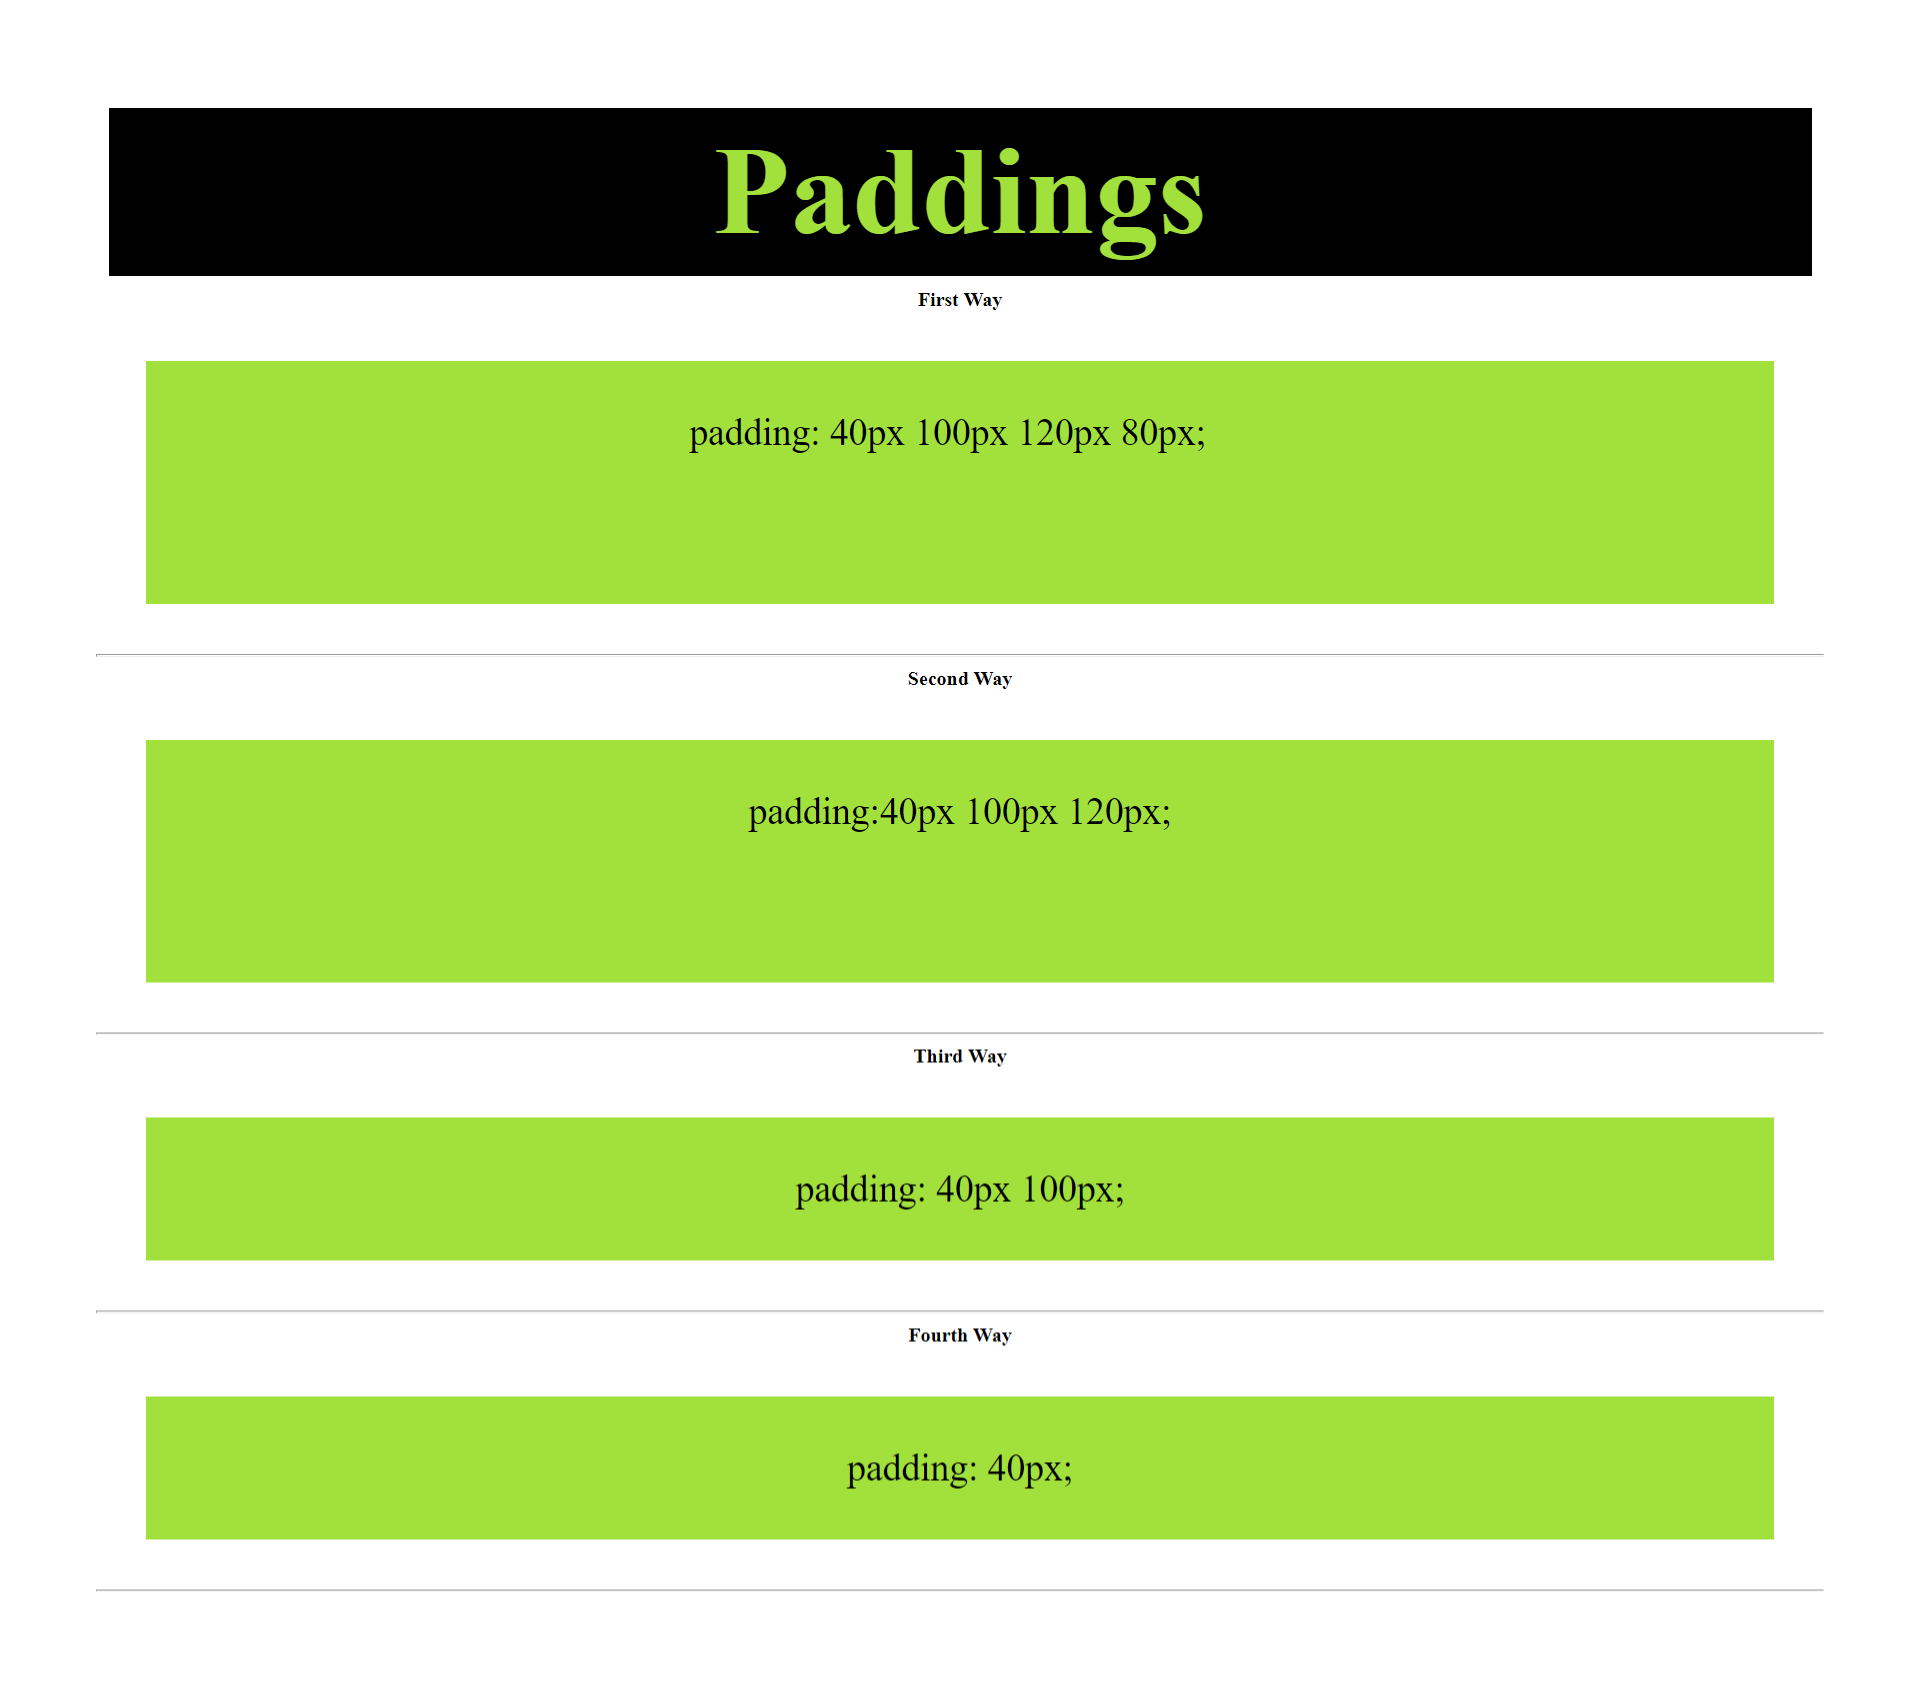 Paddings
First Way
padding: 40px 100px 120px 80px;
Second Way
padding:40px 100px 120px;
Third Way
padding: 40px 100px;
Fourth Way
padding: 40px;